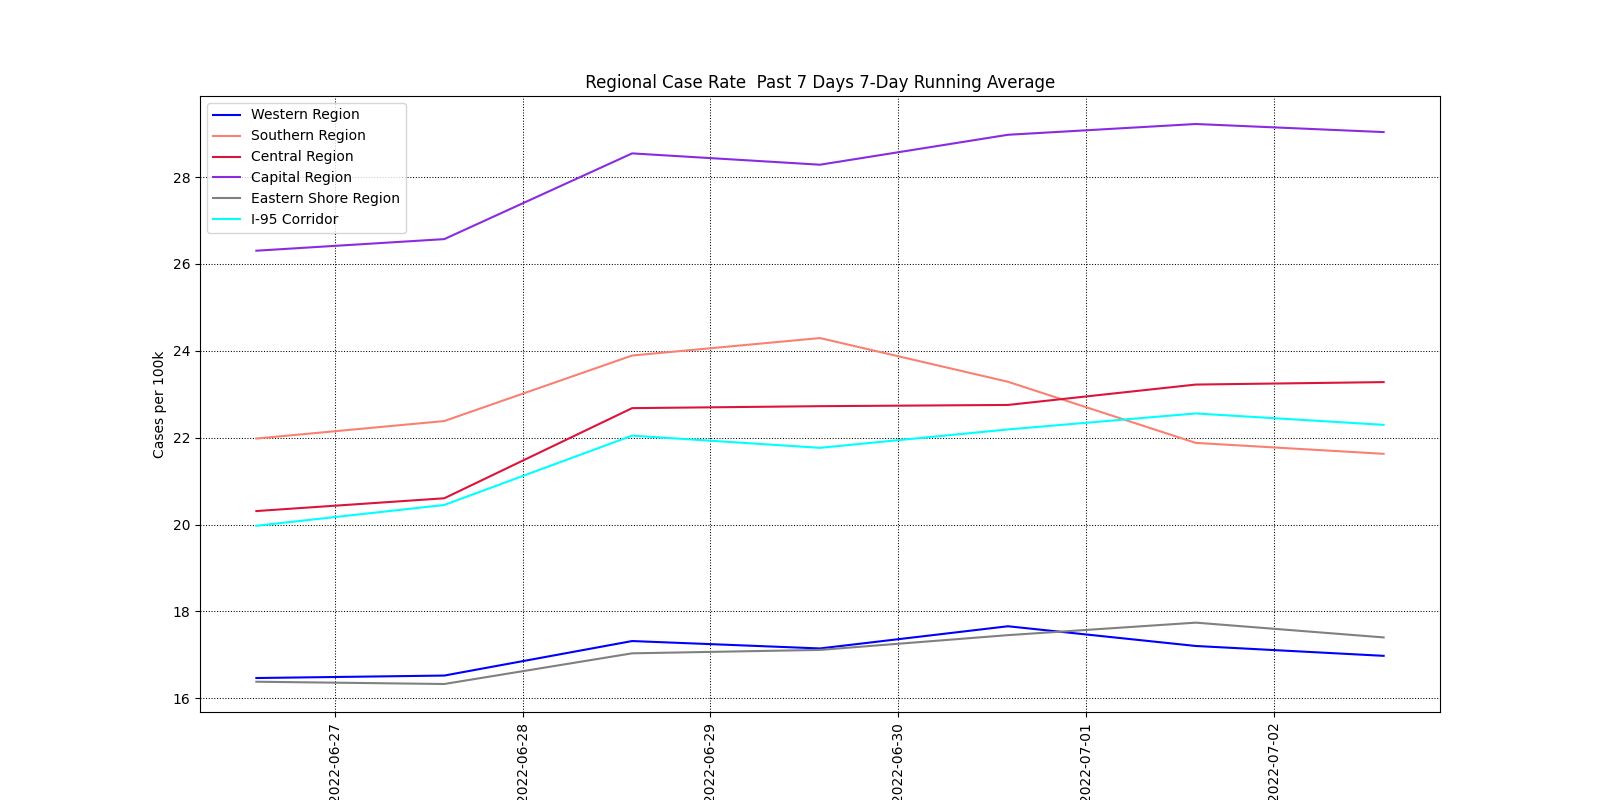 Regional Case Rate  Past 7 Days 7-Day Running Average
Western Region
Southern Region
Central Region
Capital Region
Eastern Shore Region
I-95 Corridor
Cases per 100k
28
26
24
22
20
18
16
2022-06-27
2022-06-28
2022-06-29
2022-06-30
2022-07-01
2022-07-02